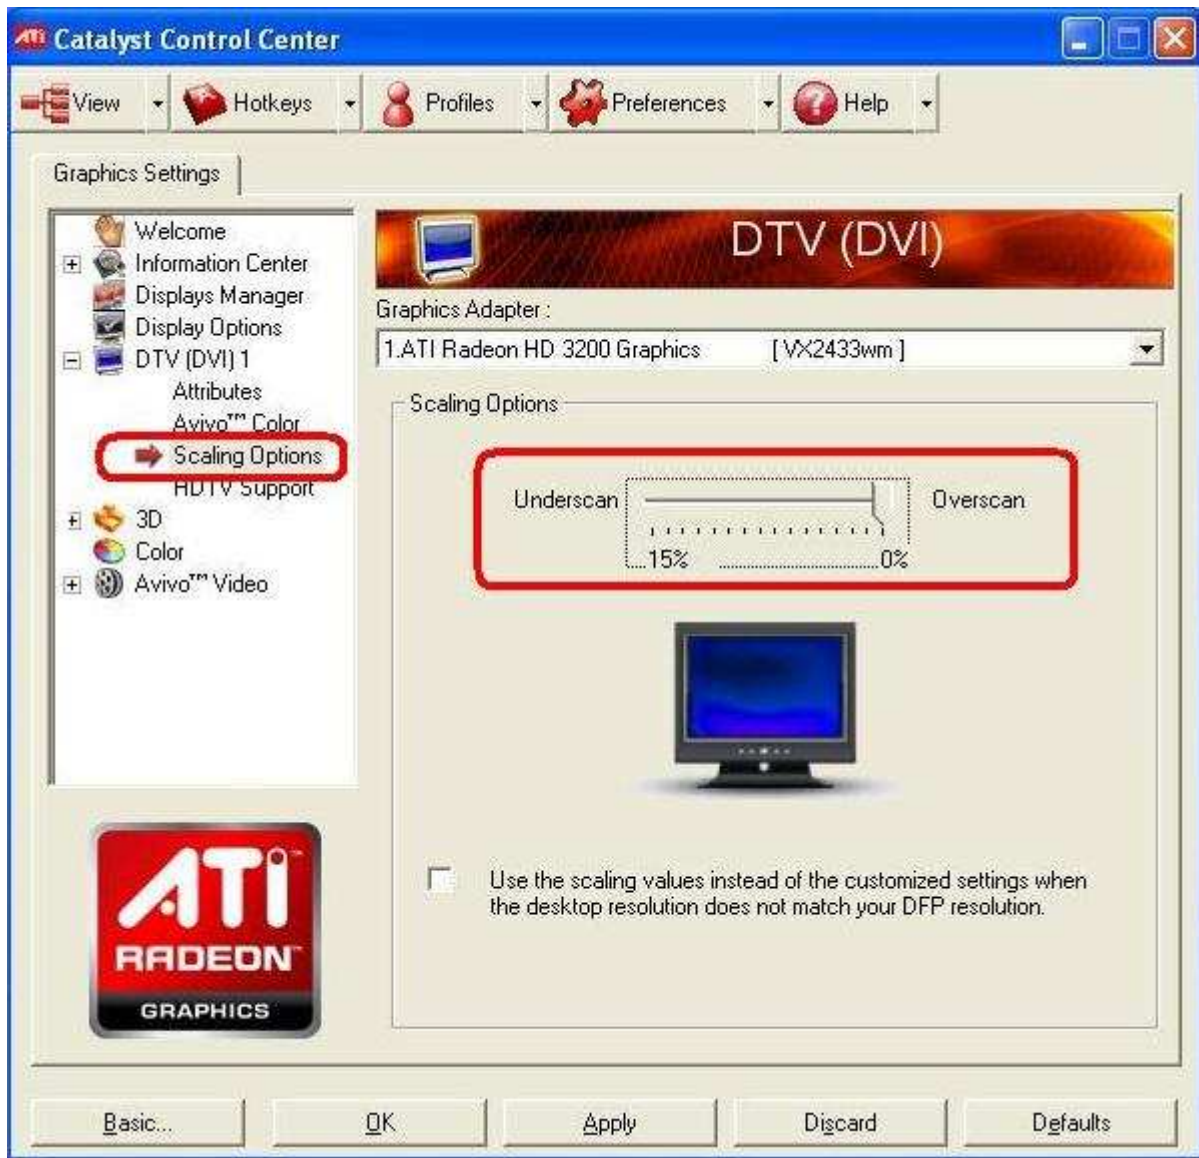 ATI Catalyst Control Center
View Hotkeys Profiles Preferences Help
Graphics Settings
Welcome
Information Center
Displays Manager
Display Options
DTV (DVI) 1
Attributes
Avivo™ Color
Scaling Options
HDTV Support
3D
Color
Avivo™ Video
ATI
RADEON
GRAPHICS
DTV (DVI)
Graphics Adapter :
1.ATI Radeon HD 3200 Graphics [ VX2433wm ]
Scaling Options
Underscan Overscan
15% 0%
Use the scaling values instead of the customized settings when
the desktop resolution does not match your DFP resolution.
Basic... OK Apply Discard Defaults